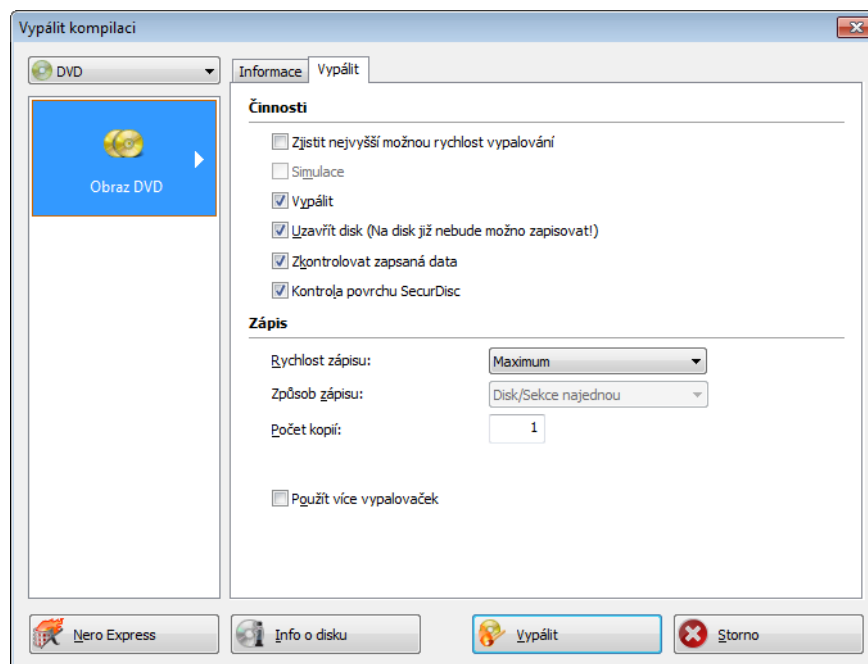 Vypálit kompilaci
DVD
Informace
Vypálit
Obraz DVD
Činnosti
Zjistit nejvyšší možnou rychlost vypalování
Simulace
Vypálit
Uzavřít disk (Na disk již nebude možno zapisovat!)
Zkontrolovat zapsaná data
Kontrola povrchu SecurDisc
Zápis
Rychlost zápisu: Maximum
Způsob zápisu: Disk/Sekce najednou
Počet kopií: 1
Použít více vypalovaček
Nero Express
Info o disku
Vypálit
Storno